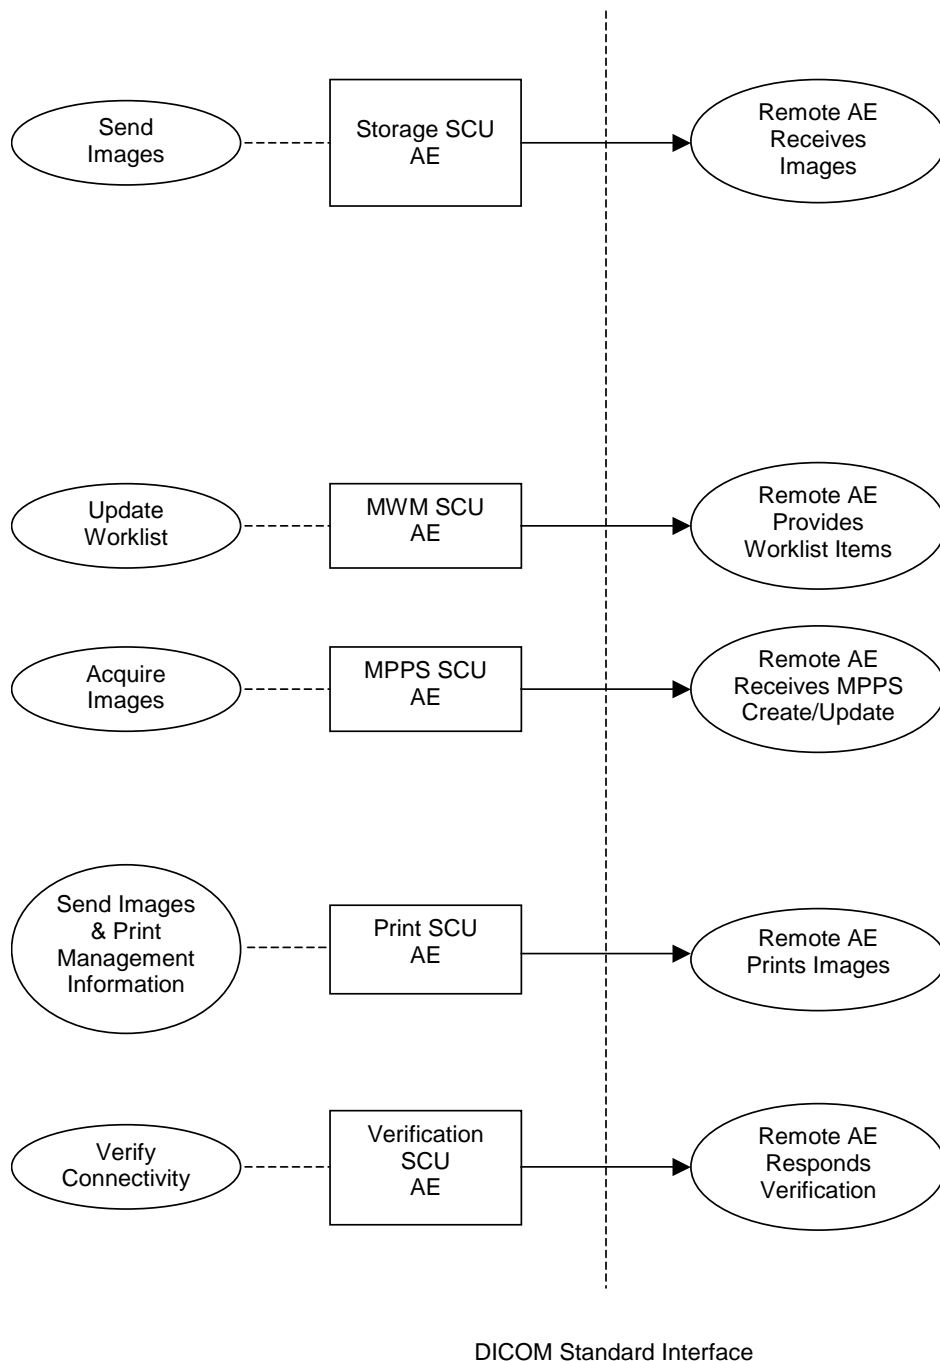 Send
Images
Storage SCU
AE
Remote AE
Receives
Images
Update
Worklist
MWM SCU
AE
Remote AE
Provides
Worklist Items
Acquire
Images
MPPS SCU
AE
Remote AE
Receives MPPS
Create/Update
Send Images
& Print
Management
Information
Print SCU
AE
Remote AE
Prints Images
Verify
Connectivity
Verification
SCU
AE
Remote AE
Responds
Verification
DICOM Standard Interface